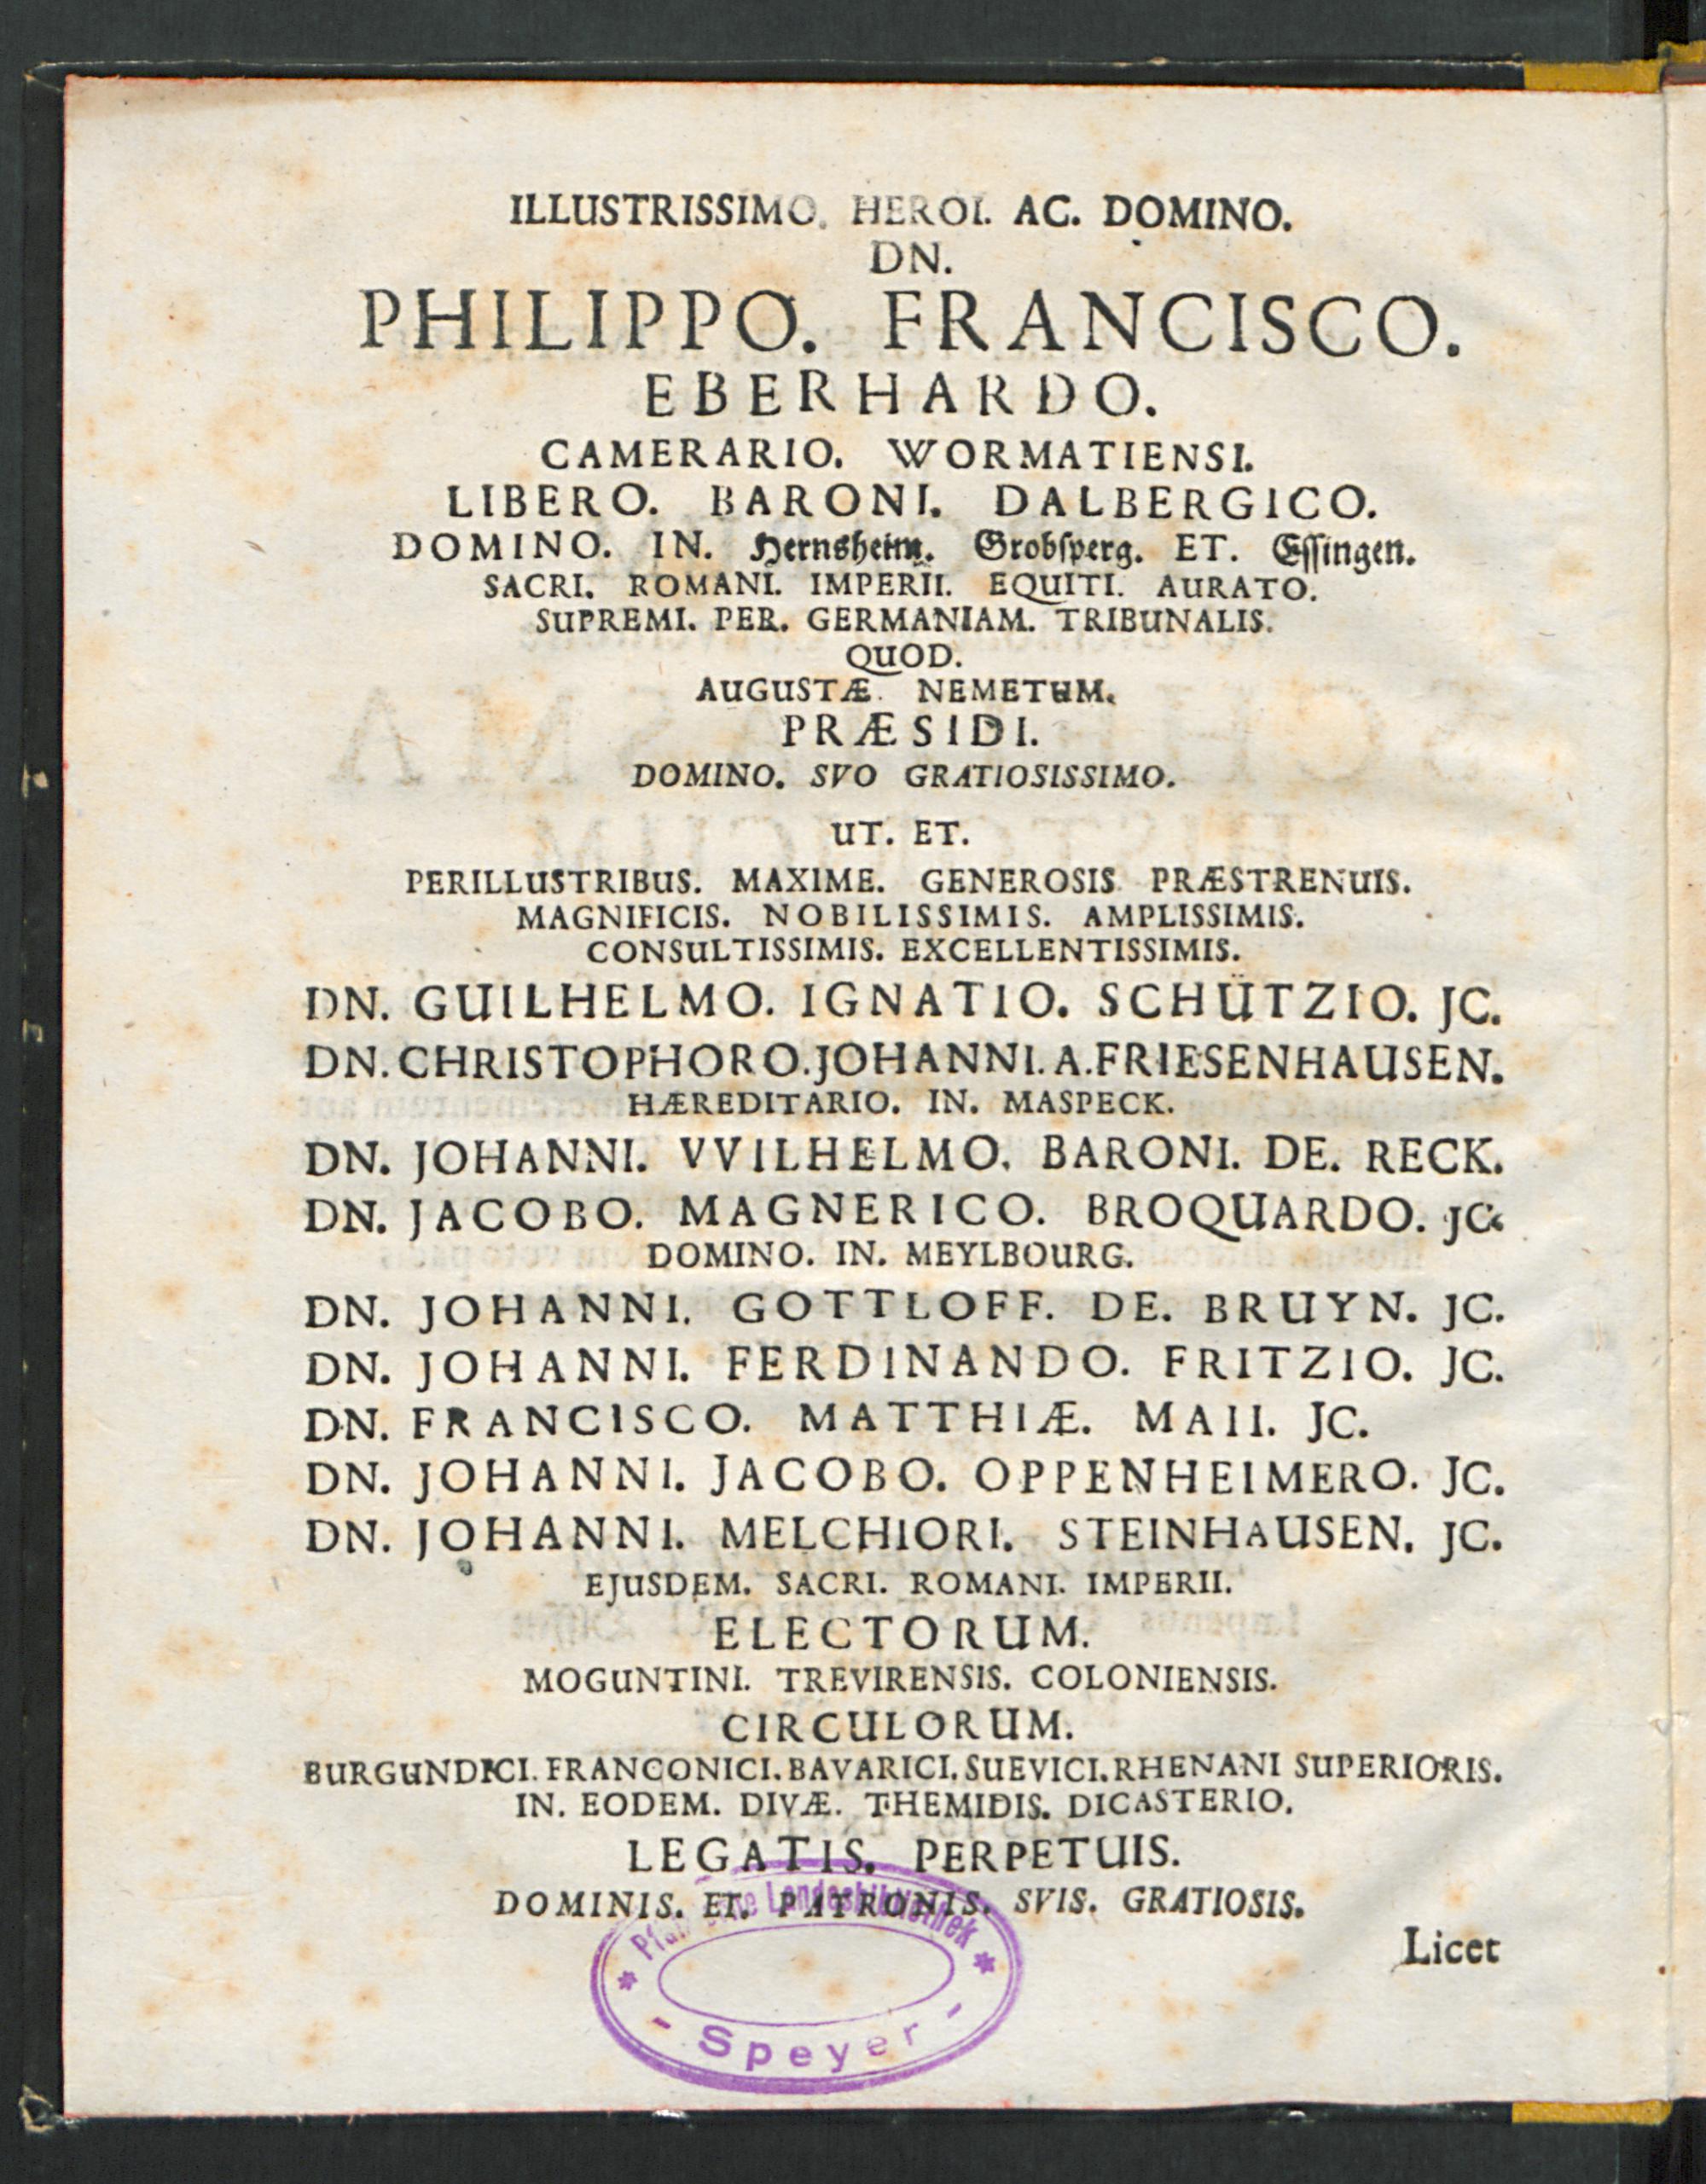 ILLUSTRISSIMO. HEROI. AC. DOMINO.
DN.
PHILIPPO. FRANCISCO.
EBERHARDO.
CAMERARIO. WORMATIENSI.
LIBERO. BARONI. DALBERGICO.
DOMINO. IN. Hernsheim. Grobsperg. ET. Essingen.
SACRI. ROMANI. IMPERII. EQUITI. AURATO.
SUPREMI. PER. GERMANIAM. TRIBUNALIS.
QUOD.
AUGUSTÆ. NEMETUM.
PRÆSIDI.
DOMINO. SVO GRATIOSISSIMO.
UT. ET.
PERILLUSTRIBUS. MAXIME. GENEROSIS PRÆSTRENUIS.
MAGNIFICIS. NOBILISSIMIS. AMPLISSIMIS.
CONSULTISSIMIS. EXCELLENTISSIMIS.
DN. GUILHELMO. IGNATIO. SCHÜTZIO. JC.
DN. CHRISTOPHORO. JOHANNI. A. FRIESENHAUSEN.
HÆREDITARIO. IN. MASPECK.
DN. JOHANNI. VVILHELMO. BARONI. DE. RECK.
DN. JACOBO. MAGNERICO. BROQUARDO. JC.
DOMINO. IN. MEYLBOURG.
DN. JOHANNI. GOTTLOFF. DE. BRUYN. JC.
DN. JOHANNI. FERDINANDO. FRITZIO. JC.
DN. FRANCISCO. MATTHIÆ. MAII. JC.
DN. JOHANNI. JACOBO. OPPENHEIMERO. JC.
DN. JOHANNI. MELCHIORI. STEINHAUSEN. JC.
EJUSDEM. SACRI. ROMANI. IMPERII.
ELECTORUM.
MOGUNTINI. TREVIRENSIS. COLONIENSIS.
CIRCULORUM.
BURGUNDICI. FRANCONICI. BAVARICI. SUEVICI. RHENANI SUPERIORIS.
IN. EODEM. DIVÆ. THEMIDIS. DICASTERIO.
LEGATIS. PERPETUIS.
DOMINIS. ET. PATRONIS. SVIS. GRATIOSIS.
Licet
Landesbibliothek
- Speyer -